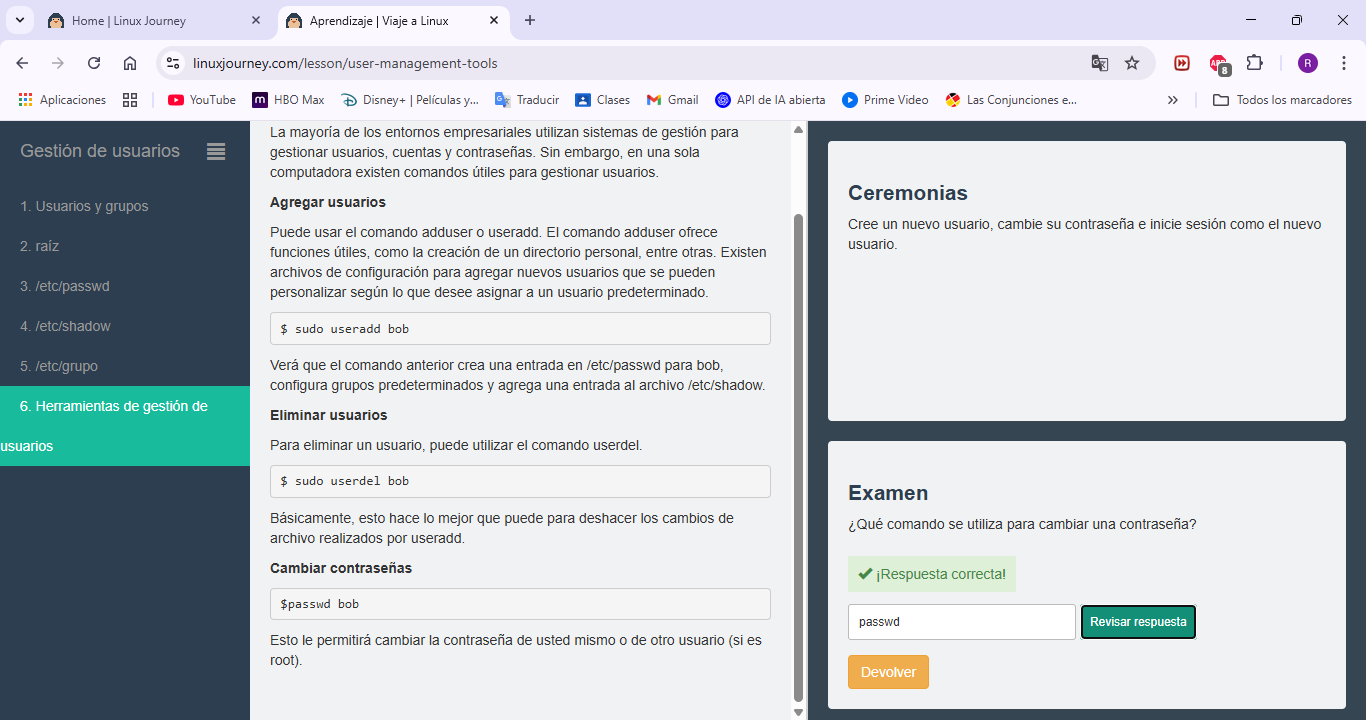 Home | Linux Journey
Aprendizaje | Viaje a Linux
linuxjourney.com/lesson/user-management-tools
8
R
Aplicaciones
YouTube
HBO Max
Disney+ | Películas y...
Traducir
Clases
Gmail
API de IA abierta
Prime Video
Las Conjunciones e...
Todos los marcadores
Gestión de usuarios
1. Usuarios y grupos
2. raíz
3. /etc/passwd
4. /etc/shadow
5. /etc/grupo
6. Herramientas de gestión de
usuarios
La mayoría de los entornos empresariales utilizan sistemas de gestión para
gestionar usuarios, cuentas y contraseñas. Sin embargo, en una sola
computadora existen comandos útiles para gestionar usuarios.
Agregar usuarios
Puede usar el comando adduser o useradd. El comando adduser ofrece
funciones útiles, como la creación de un directorio personal, entre otras. Existen
archivos de configuración para agregar nuevos usuarios que se pueden
personalizar según lo que desee asignar a un usuario predeterminado.
$ sudo useradd bob
Verá que el comando anterior crea una entrada en /etc/passwd para bob,
configura grupos predeterminados y agrega una entrada al archivo /etc/shadow.
Eliminar usuarios
Para eliminar un usuario, puede utilizar el comando userdel.
$ sudo userdel bob
Básicamente, esto hace lo mejor que puede para deshacer los cambios de
archivo realizados por useradd.
Cambiar contraseñas
$passwd bob
Esto le permitirá cambiar la contraseña de usted mismo o de otro usuario (si es
root).
Ceremonias
Cree un nuevo usuario, cambie su contraseña e inicie sesión como el nuevo
usuario.
Examen
¿Qué comando se utiliza para cambiar una contraseña?
¡Respuesta correcta!
passwd
Revisar respuesta
Devolver